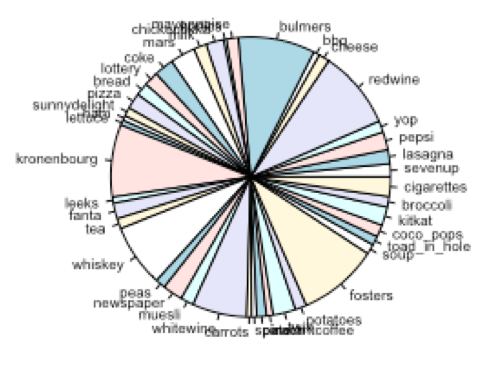 mayonnaise
bulmers
milk
bbq
mars
cheese
coke
redwine
lottery
bread
pizza
yop
sunnydelight
pepsi
lettuce
lasagna
kronenbourg
sevenup
cigarettes
leeks
broccoli
fanta
kitkat
tea
coco_pops
toad_in_hole
whiskey
soup
peas
fosters
newspaper
muesli
potatoes
whitewine
carrots
coffee